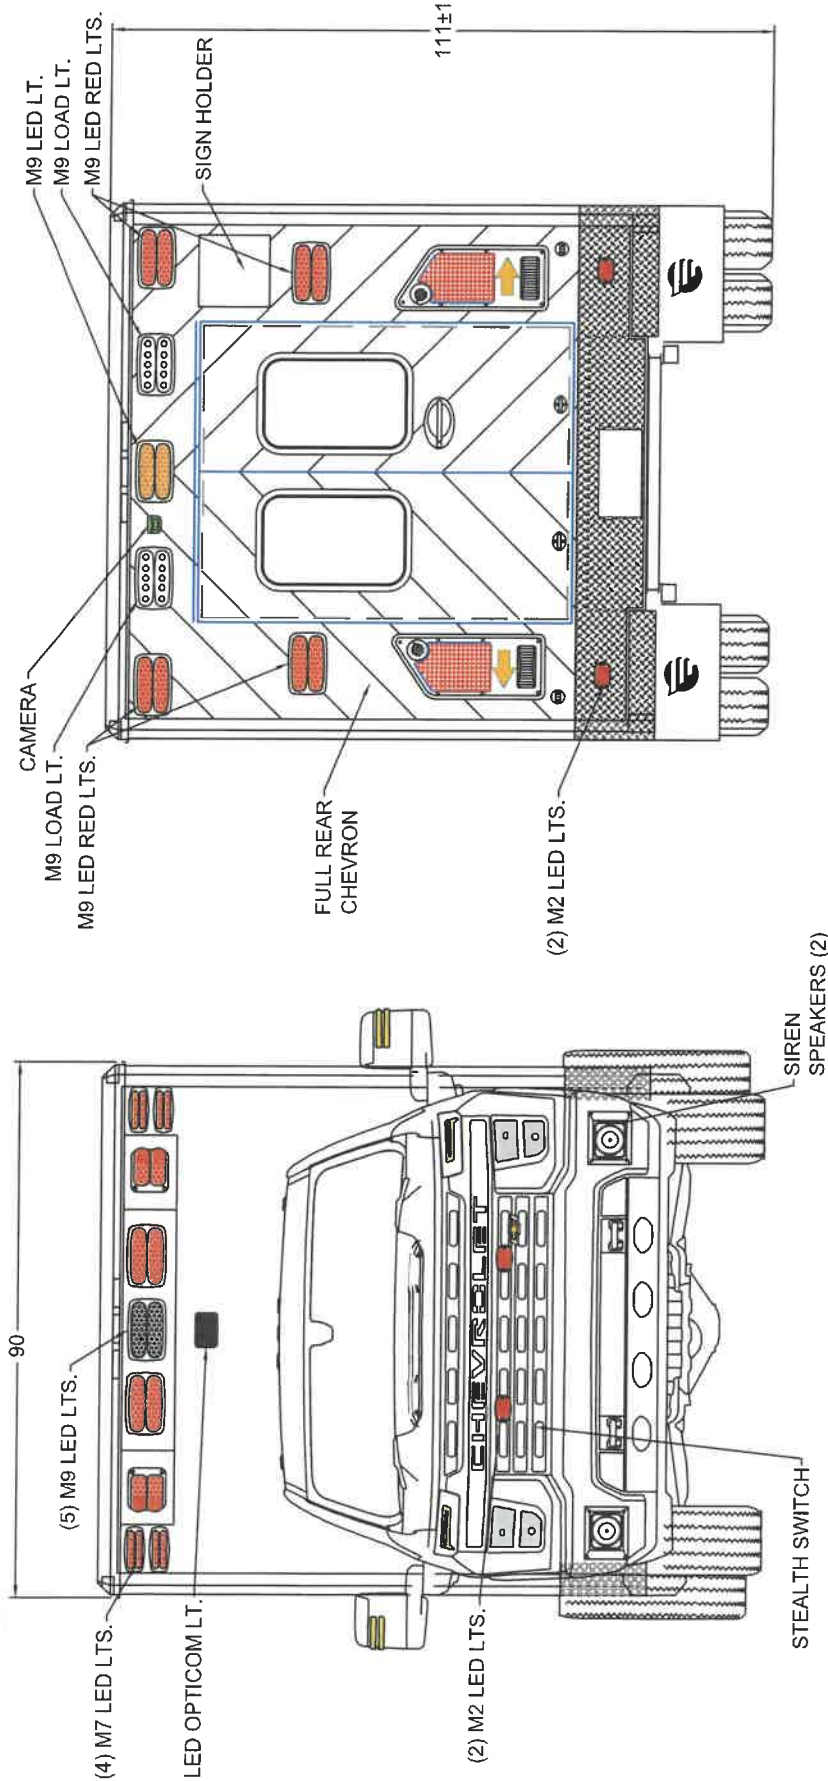 90
(5) M9 LED LTS.
(4) M7 LED LTS.
LED OPTICOM LT.
CHEVROLET
(2) M2 LED LTS.
STEALTH SWITCH
SIREN
SPEAKERS (2)
CAMERA
M9 LOAD LT.
M9 LED RED LTS.
M9 LED LT.
M9 LOAD LT.
M9 LED RED LTS.
SIGN HOLDER
FULL REAR
CHEVRON
(2) M2 LED LTS.
111±1